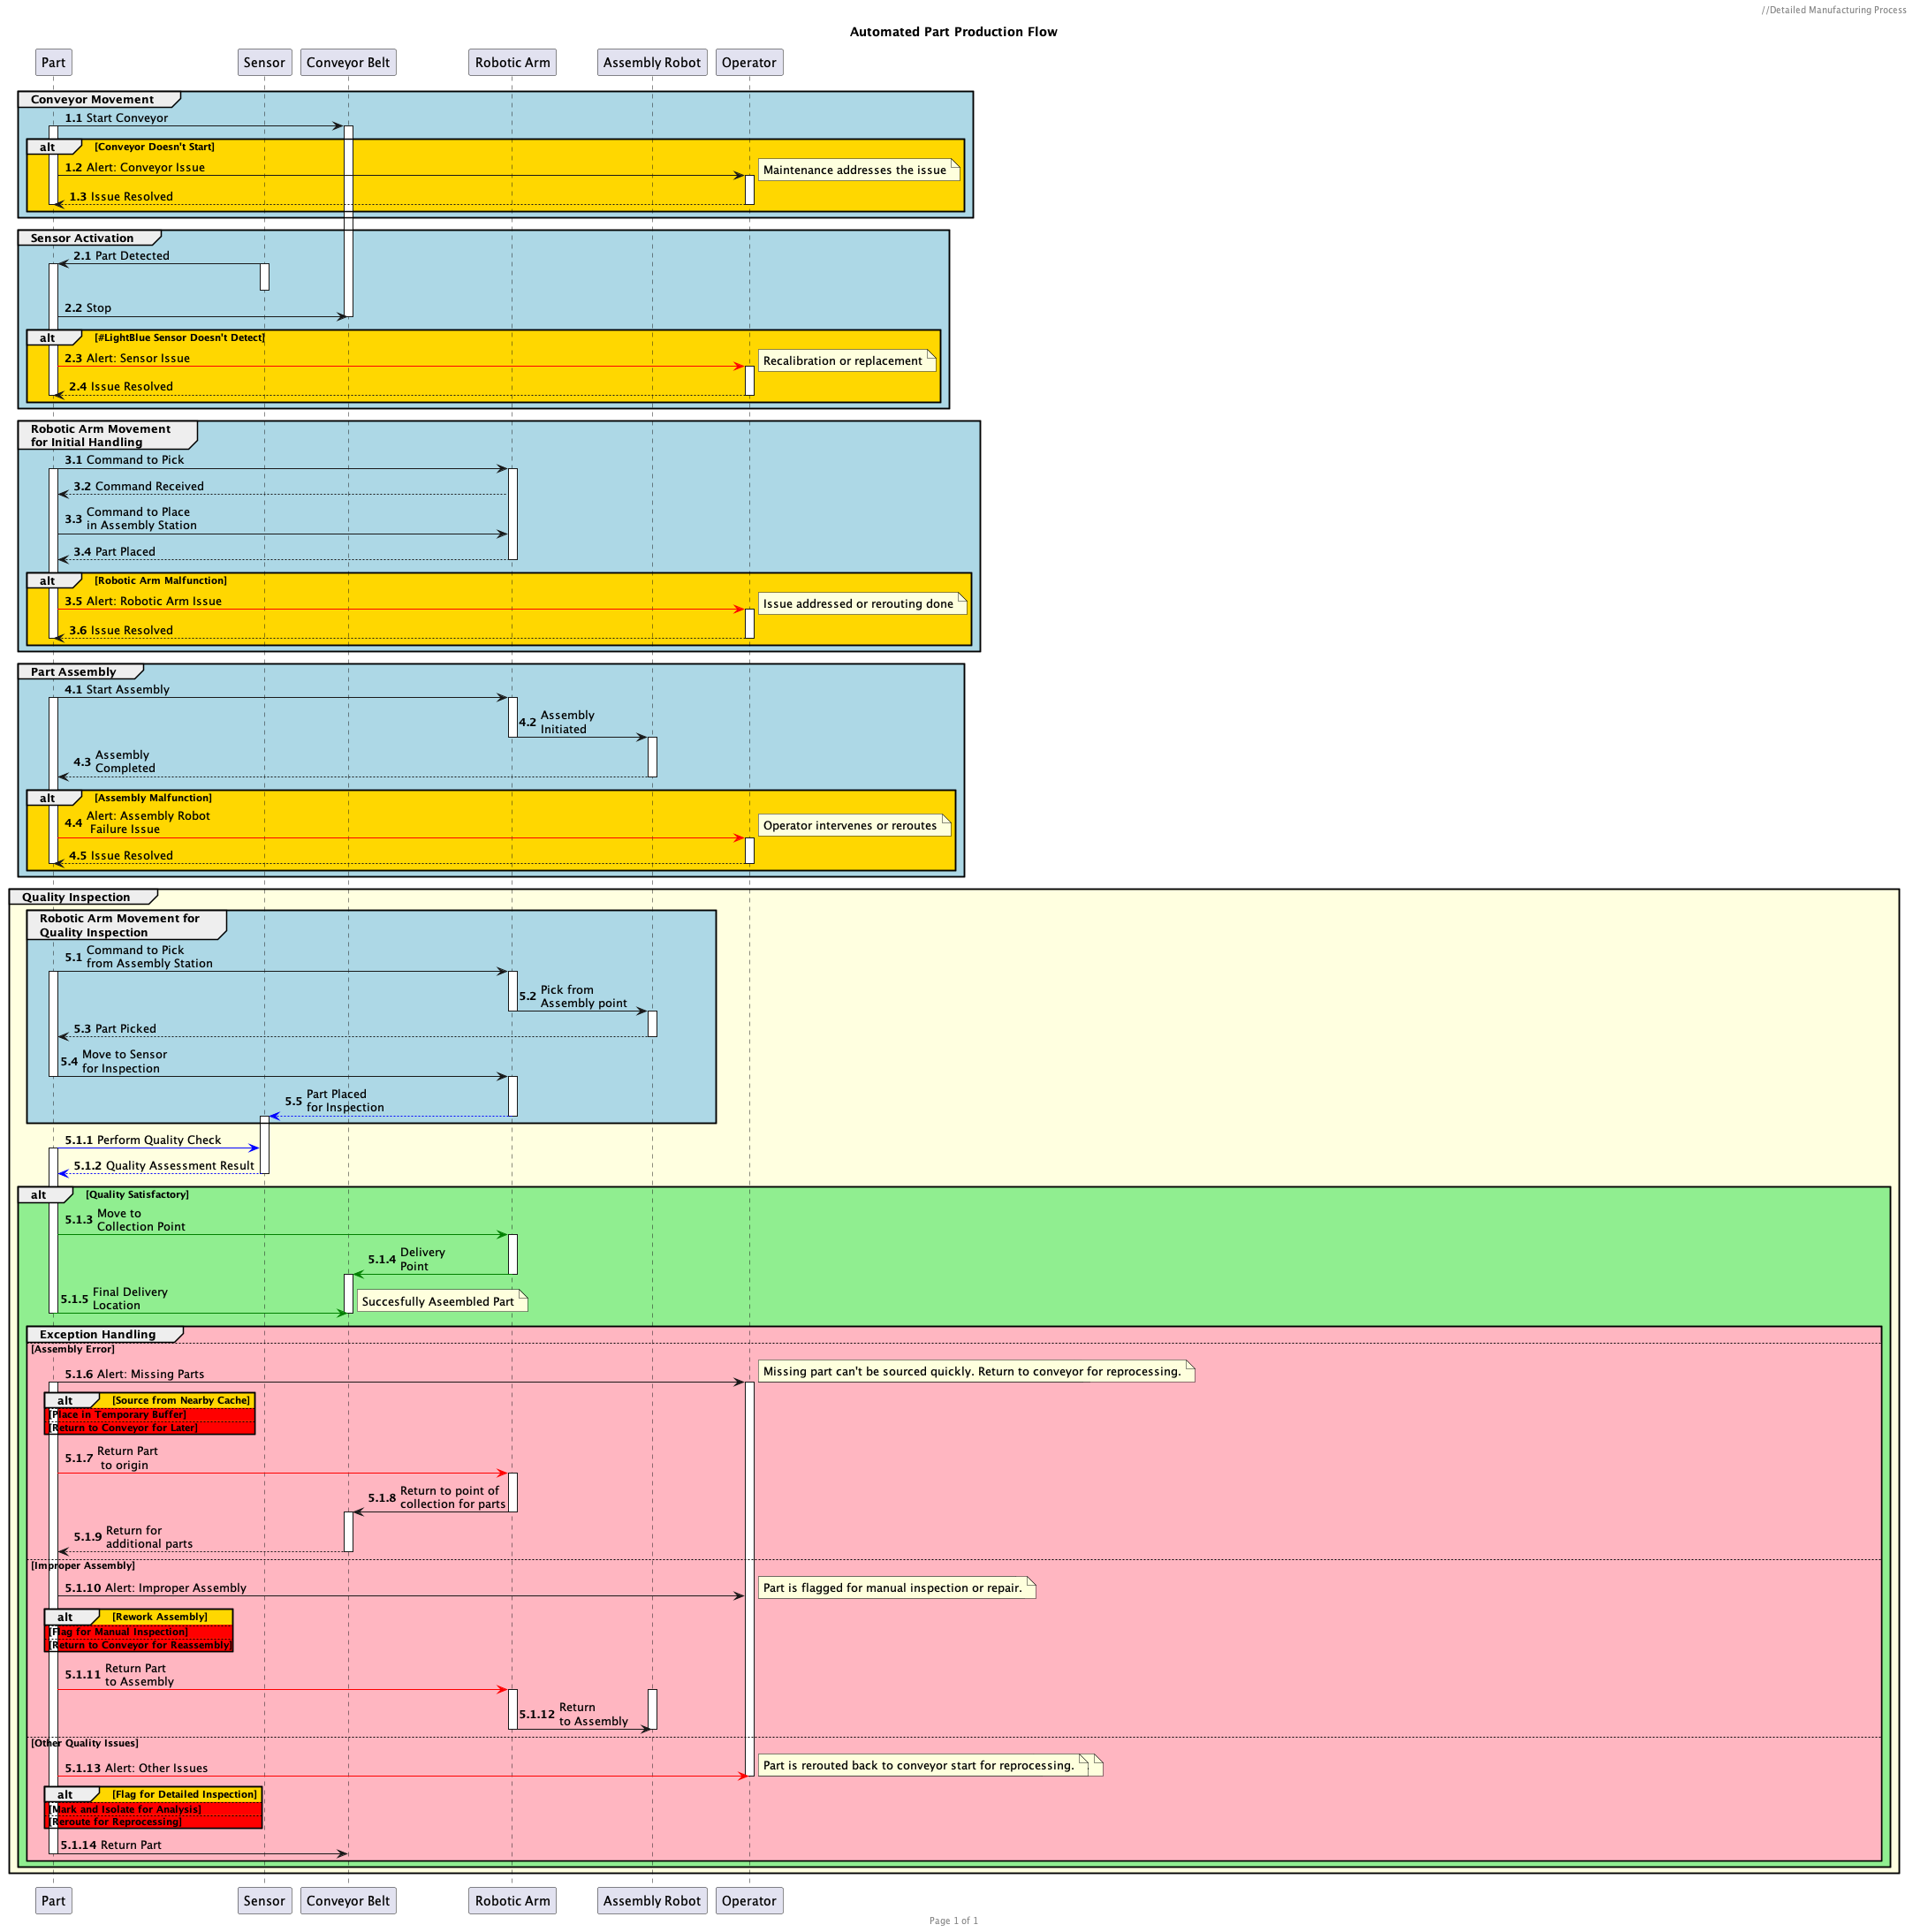 //Detailed Manufacturing Process
Automated Part Production Flow
Part Sensor Conveyor Belt Robotic Arm Assembly Robot Operator
Conveyor Movement
1.1 Start Conveyor
alt [Conveyor Doesn't Start]
1.2 Alert: Conveyor Issue
Maintenance addresses the issue
1.3 Issue Resolved
Sensor Activation
2.1 Part Detected
2.2 Stop
alt [#LightBlue Sensor Doesn't Detect]
2.3 Alert: Sensor Issue
Recalibration or replacement
2.4 Issue Resolved
Robotic Arm Movement
for Initial Handling
3.1 Command to Pick
3.2 Command Received
3.3 Command to Place
in Assembly Station
3.4 Part Placed
alt [Robotic Arm Malfunction]
3.5 Alert: Robotic Arm Issue
Issue addressed or rerouting done
3.6 Issue Resolved
Part Assembly
4.1 Start Assembly
4.2 Assembly
Initiated
4.3 Assembly
Completed
alt [Assembly Malfunction]
4.4 Alert: Assembly Robot
Failure Issue
Operator intervenes or reroutes
4.5 Issue Resolved
Quality Inspection
Robotic Arm Movement for
Quality Inspection
5.1 Command to Pick
from Assembly Station
5.2 Pick from
Assembly point
5.3 Part Picked
5.4 Move to Sensor
for Inspection
5.5 Part Placed
for Inspection
5.1.1 Perform Quality Check
5.1.2 Quality Assessment Result
alt [Quality Satisfactory]
5.1.3 Move to
Collection Point
5.1.4 Delivery
Point
5.1.5 Final Delivery
Location
Succesfully Aseembled Part
Exception Handling
[Assembly Error]
5.1.6 Alert: Missing Parts
Missing part can't be sourced quickly. Return to conveyor for reprocessing.
alt [Source from Nearby Cache]
[Place in Temporary Buffer]
[Return to Conveyor for Later]
5.1.7 Return Part
to origin
5.1.8 Return to point of
collection for parts
5.1.9 Return for
additional parts
[Improper Assembly]
5.1.10 Alert: Improper Assembly
Part is flagged for manual inspection or repair.
alt [Rework Assembly]
[Flag for Manual Inspection]
[Return to Conveyor for Reassembly]
5.1.11 Return Part
to Assembly
5.1.12 Return
to Assembly
[Other Quality Issues]
5.1.13 Alert: Other Issues
Part is rerouted back to conveyor start for reprocessing.
alt [Flag for Detailed Inspection]
[Mark and Isolate for Analysis]
[Reroute for Reprocessing]
5.1.14 Return Part
Part Sensor Conveyor Belt Robotic Arm Assembly Robot Operator
Page 1 of 1